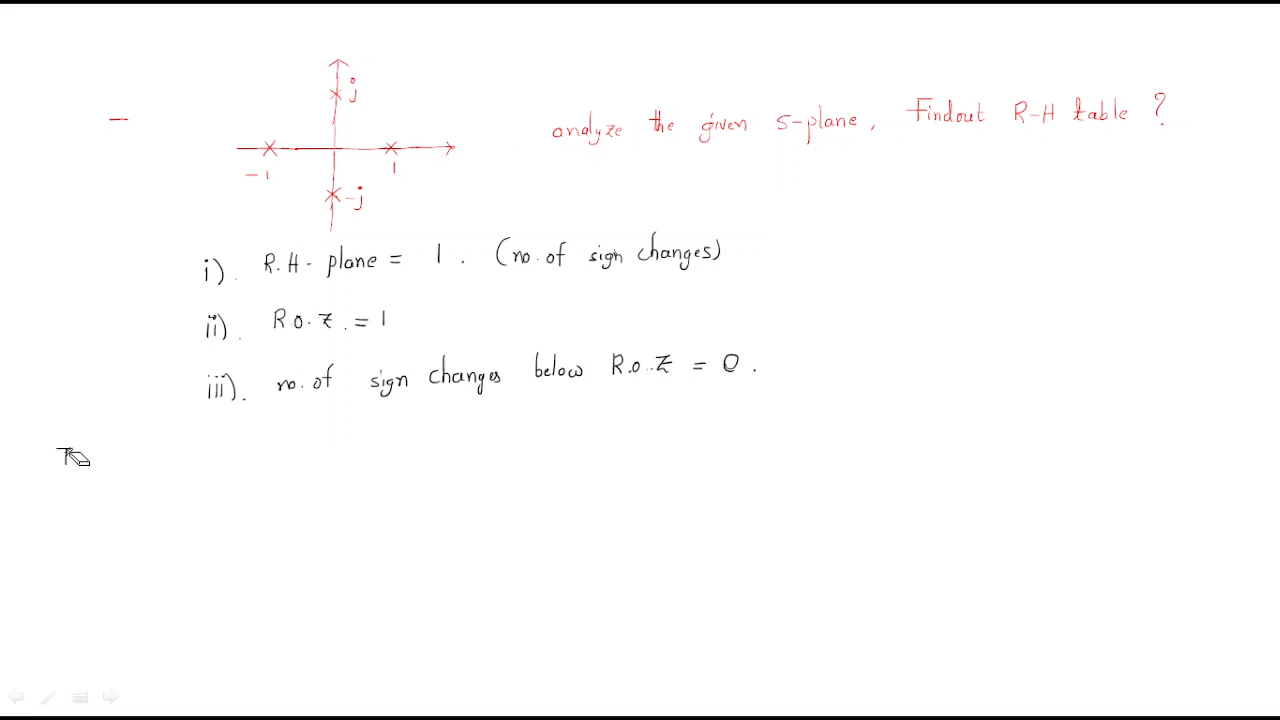 j
analyze the given s-plane, Findout R-H table ?
-1 1
-j
i). R.H- plane = 1 . (no. of sign changes)
ii). R.O.Z. = 1
iii). no. of sign changes below R.O.Z = 0 .